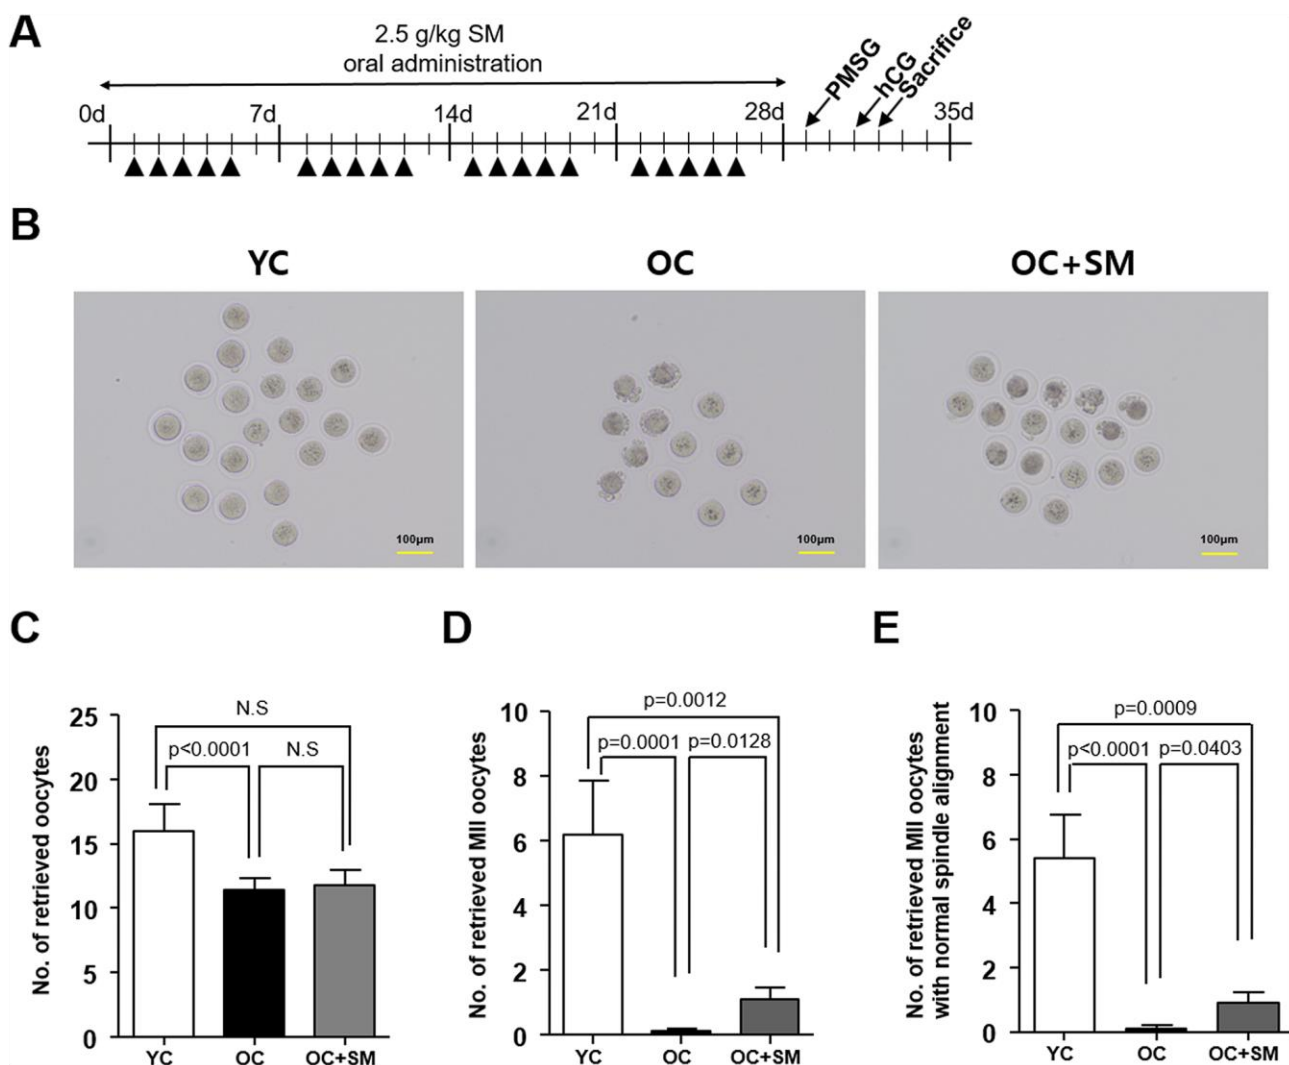 A
2.5 g/kg SM
oral administration
PMSG
hCG
Sacrifice
0d
7d
14d
21d
28d
35d
B
YC
OC
OC+SM
100μm
100μm
100μm
C
D
E
No. of retrieved oocytes
25
20
15
10
5
0
N.S
p<0.0001
N.S
YC
OC
OC+SM
No. of retrieved MII oocytes
10
8
6
4
2
0
p=0.0012
p=0.0001
p=0.0128
YC
OC
OC+SM
No. of retrieved MII oocytes
with normal spindle alignment
10
8
6
4
2
0
p=0.0009
p<0.0001
p=0.0403
YC
OC
OC+SM